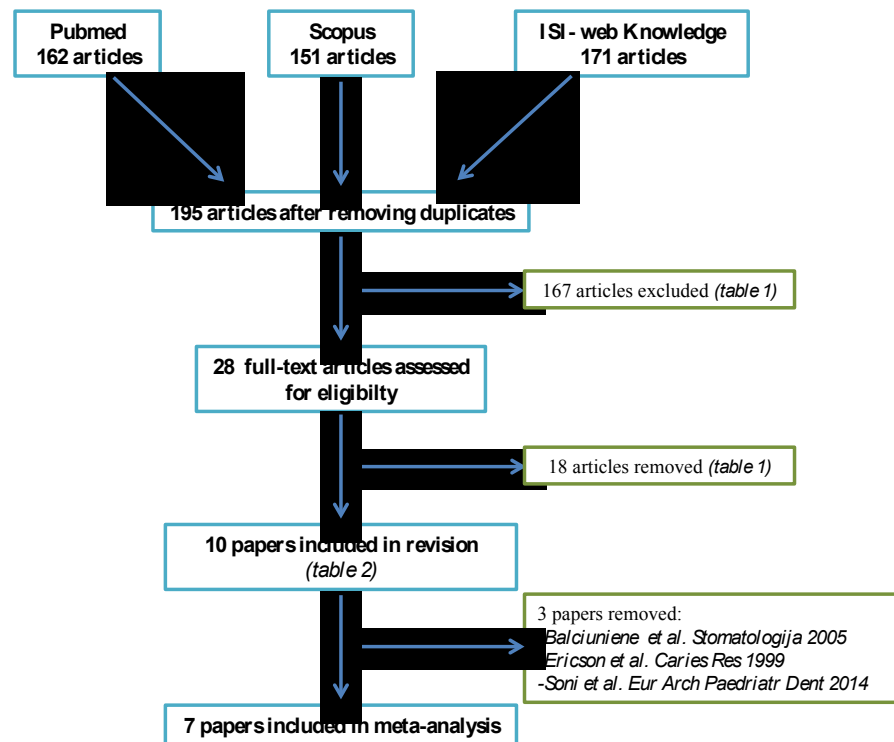 Pubmed
162 articles
Scopus
151 articles
ISI- web Knowledge
171 articles
195 articles after removing duplicates
167 articles excluded (table 1)
28 full-text articles assessed
for eligibilty
18 articles removed (table 1)
10 papers included in revision
(table 2)
3 papers removed:
Balciuniene et al. Stomatologija 2005
Ericson et al. Caries Res 1999
-Soni et al. Eur Arch Paedriatr Dent 2014
7 papers included in meta-analysis